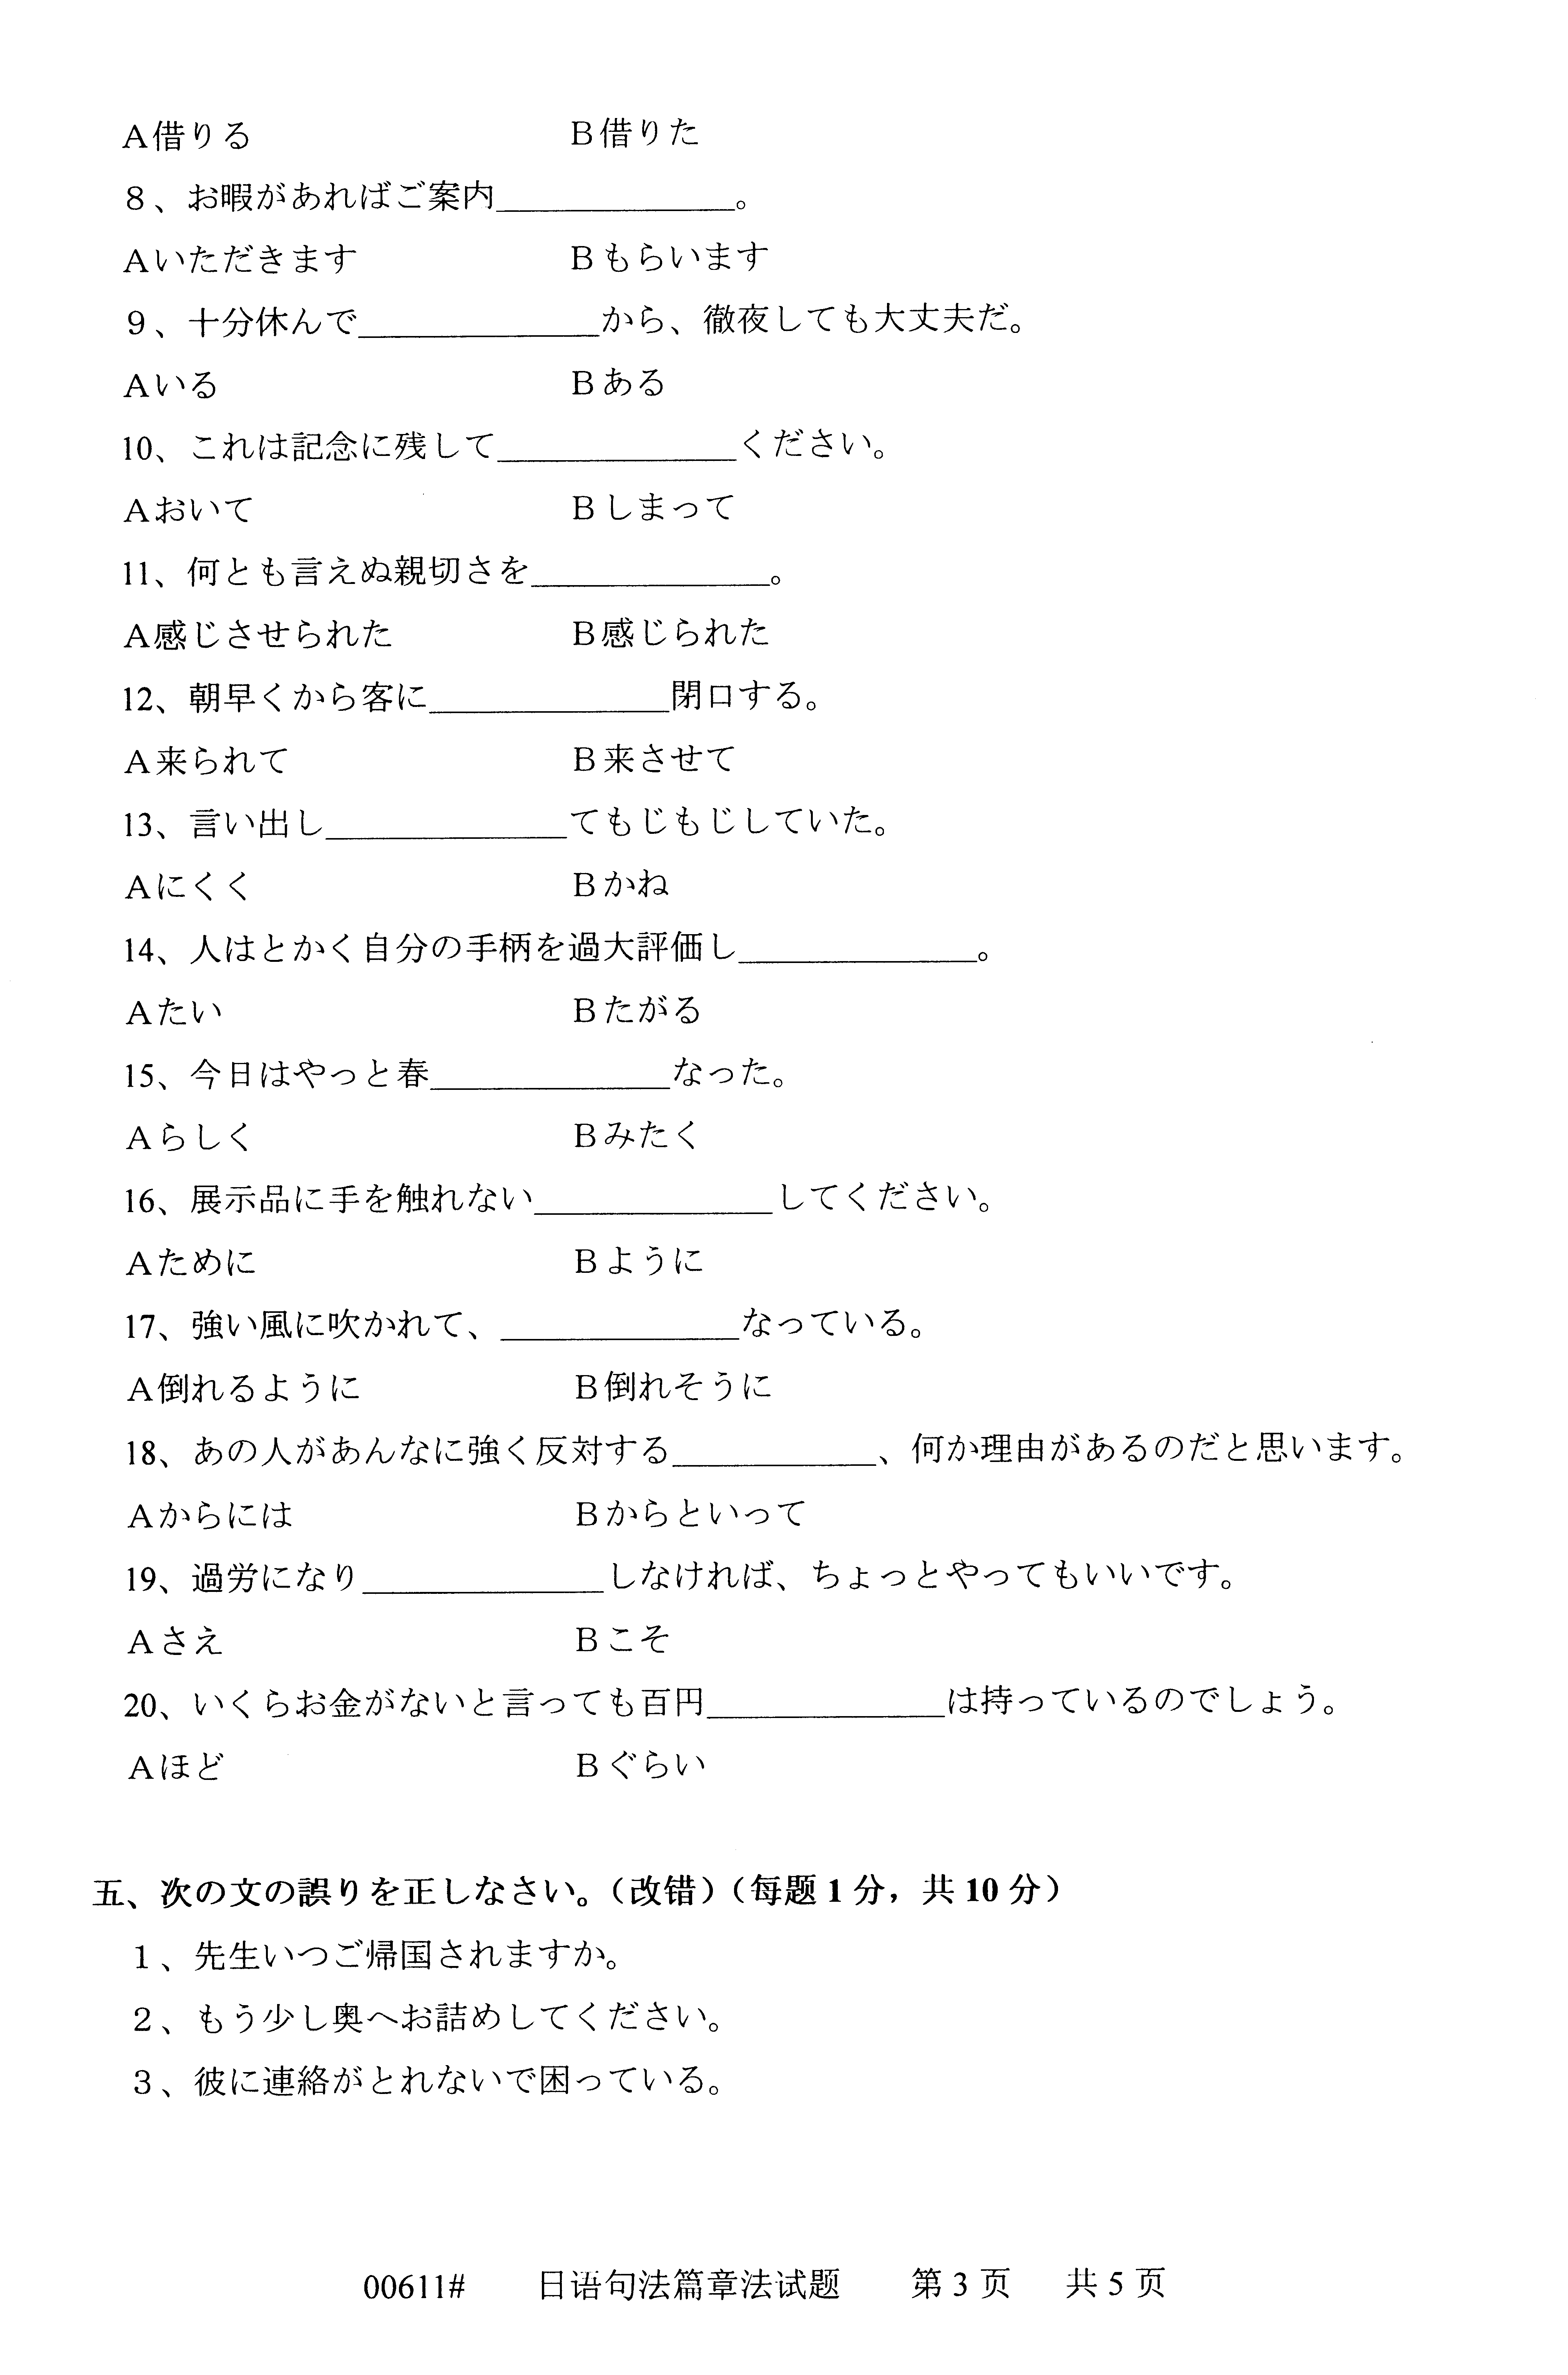 A借りる B借りた
8、お暇があればご案内＿＿＿＿＿＿＿。
Aいただきます Bもらいます
9、十分休んで＿＿＿＿＿＿＿から、徹夜しても大丈夫だ。
Aいる Bある
10、これは記念に残して＿＿＿＿＿＿＿ください。
Aおいて Bしまって
11、何とも言えぬ親切さを＿＿＿＿＿＿＿。
A感じさせられた B感じられた
12、朝早くから客に＿＿＿＿＿＿＿閉口する。
A来られて B来させて
13、言い出し＿＿＿＿＿＿＿てもじもじしていた。
Aにくく Bかね
14、人はとかく自分の手柄を過大評価し＿＿＿＿＿＿＿。
Aたい Bたがる
15、今日はやっと春＿＿＿＿＿＿＿なった。
Aらしく Bみたく
16、展示品に手を触れない＿＿＿＿＿＿＿してください。
Aために Bように
17、強い風に吹かれて、＿＿＿＿＿＿＿なっている。
A倒れるように B倒れそうに
18、あの人があんなに強く反対する＿＿＿＿＿＿、何か理由があるのだと思います。
Aからには Bからといって
19、過労になり＿＿＿＿＿＿＿しなければ、ちょっとやってもいいです。
Aさえ Bこそ
20、いくらお金がないと言っても百円＿＿＿＿＿＿＿は持っているのでしょう。
Aほど Bぐらい
五、次の文の誤りを正しなさい。（改错）（每题1分，共10分）
1、先生いつご帰国されますか。
2、もう少し奥へお詰めしてください。
3、彼に連絡がとれないで困っている。
00611# 日语句法篇章法试题 第3页 共5页